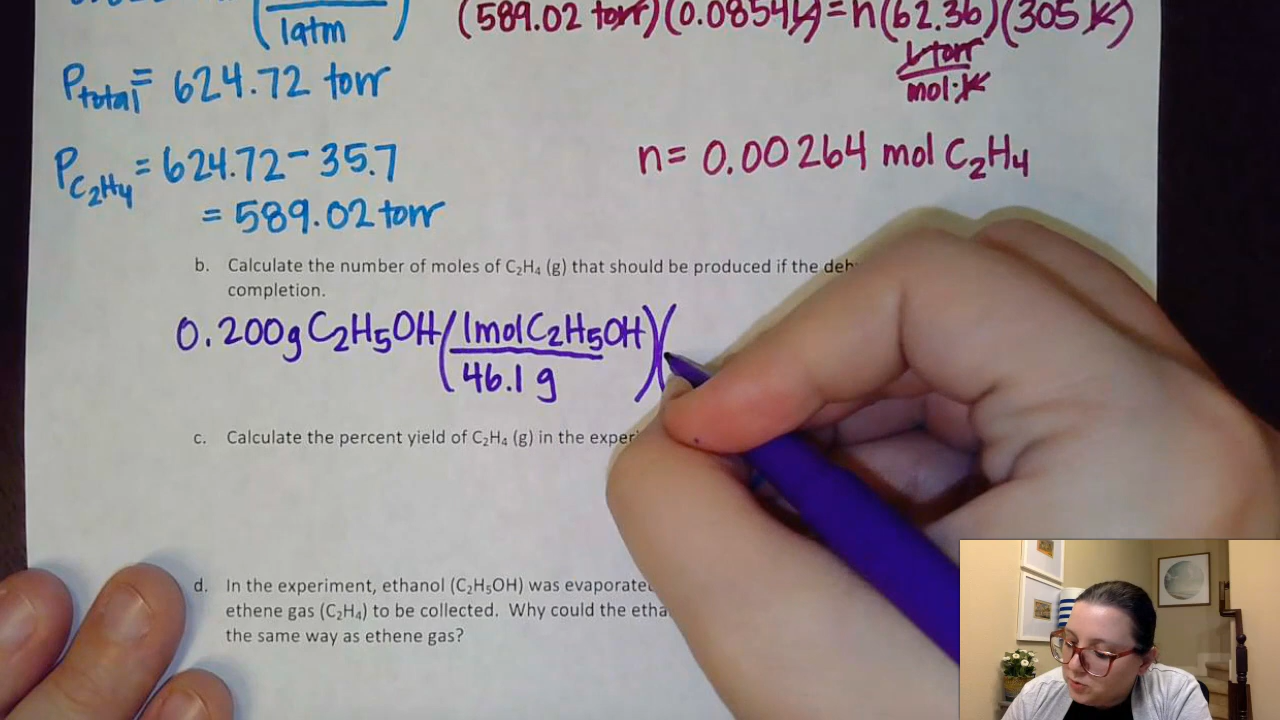 (589.02 torr)(0.0854L)=n(62.36)(305 K)
1atm
L·torr
mol·K
Ptotal = 624.72 torr
PC₂H₄ = 624.72 - 35.7
= 589.02 torr
n = 0.00264 mol C₂H₄
b. Calculate the number of moles of C₂H₄ (g) that should be produced if the
completion.
0.200g C₂H₅OH (1mol C₂H₅OH)(
46.1 g
c. Calculate the percent yield of C₂H₄ (g) in the
d. In the experiment, ethanol (C₂H₅OH) was
ethene gas (C₂H₄) to be collected. Why could the
the same way as ethene gas?